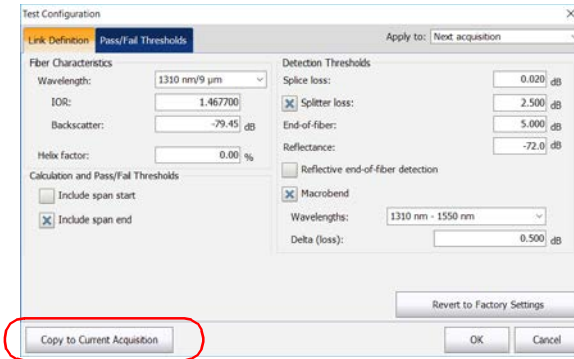 Test Configuration
Link Definition Pass/Fail Thresholds Apply to: Next acquisition
Fiber Characteristics
Wavelength: 1310 nm/9 µm
IOR: 1.467700
Backscatter: -79.45 dB
Helix factor: 0.00 %
Calculation and Pass/Fail Thresholds
Include span start
Include span end
Detection Thresholds
Splice loss: 0.020 dB
Splitter loss: 2.500 dB
End-of-fiber: 5.000 dB
Reflectance: -72.0 dB
Reflective end-of-fiber detection
Macrobend
Wavelengths: 1310 nm - 1550 nm
Delta (loss): 0.500 dB
Revert to Factory Settings
Copy to Current Acquisition OK Cancel